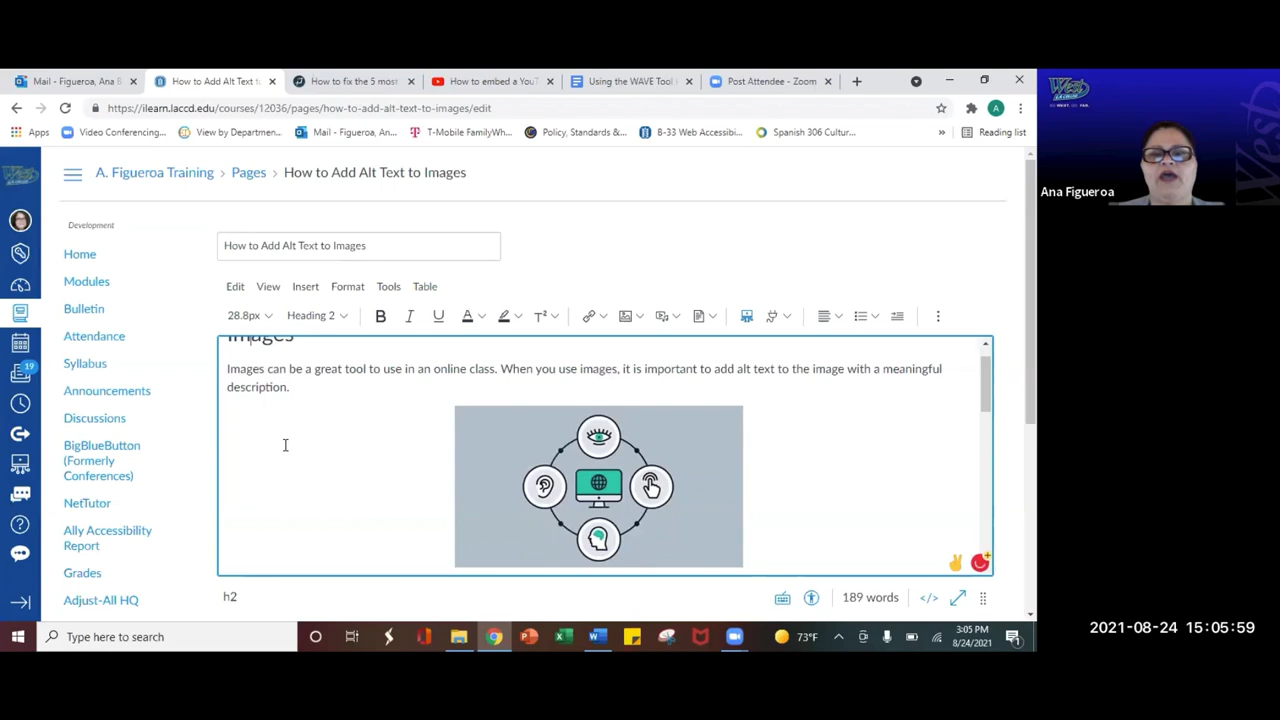 Mail - Figueroa, Ana B
How to Add Alt Text to
How to fix the 5 most
How to embed a YouT
Using the WAVE Tool
Post Attendee - Zoom
https://ilearn.laccd.edu/courses/12036/pages/how-to-add-alt-text-to-images/edit
A
Apps
Video Conferencing...
View by Departmen...
Mail - Figueroa, An...
T-Mobile FamilyWh...
Policy, Standards &...
B-33 Web Accessibi...
Spanish 306 Cultur...
»
Reading list
West
A. Figueroa Training > Pages > How to Add Alt Text to Images
Development
Home
Modules
Bulletin
Attendance
Syllabus
Announcements
Discussions
BigBlueButton
(Formerly
Conferences)
NetTutor
Ally Accessibility
Report
Grades
Adjust-All HQ
19
How to Add Alt Text to Images
Edit View Insert Format Tools Table
28.8px Heading 2 B I U A T²
Images
Images can be a great tool to use in an online class. When you use images, it is important to add alt text to the image with a meaningful
description.
h2
189 words </>
Type here to search
73°F
3:05 PM
8/24/2021
1
West
Ana Figueroa
West
2021-08-24 15:05:59